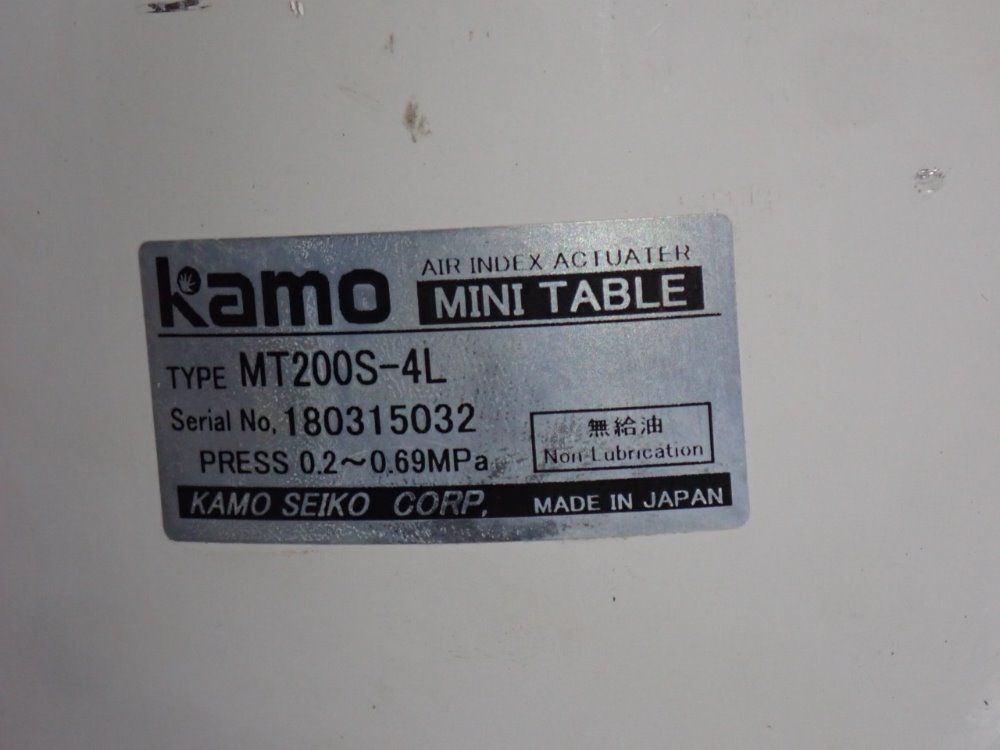 kamo
AIR INDEX ACTUATER
MINI TABLE
TYPE MT200S-4L
Serial No. 180315032
PRESS 0.2～0.69MPa
無給油
Non-Lubrication
KAMO SEIKO CORP.
MADE IN JAPAN